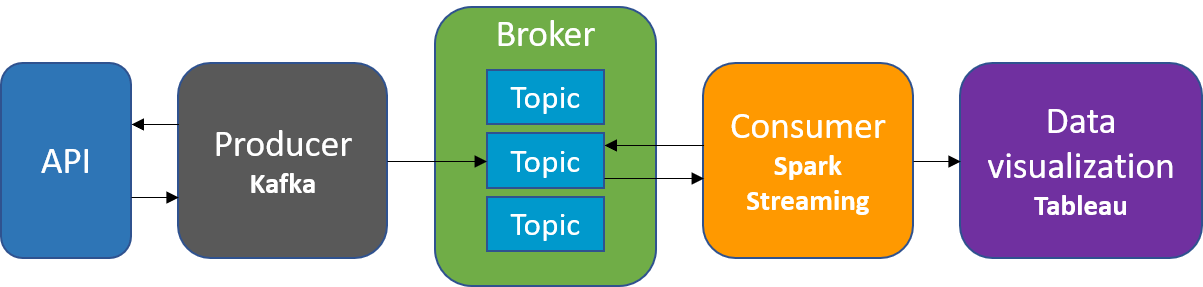 API
Producer
Kafka
Broker
Topic
Topic
Topic
Consumer
Spark
Streaming
Data
visualization
Tableau